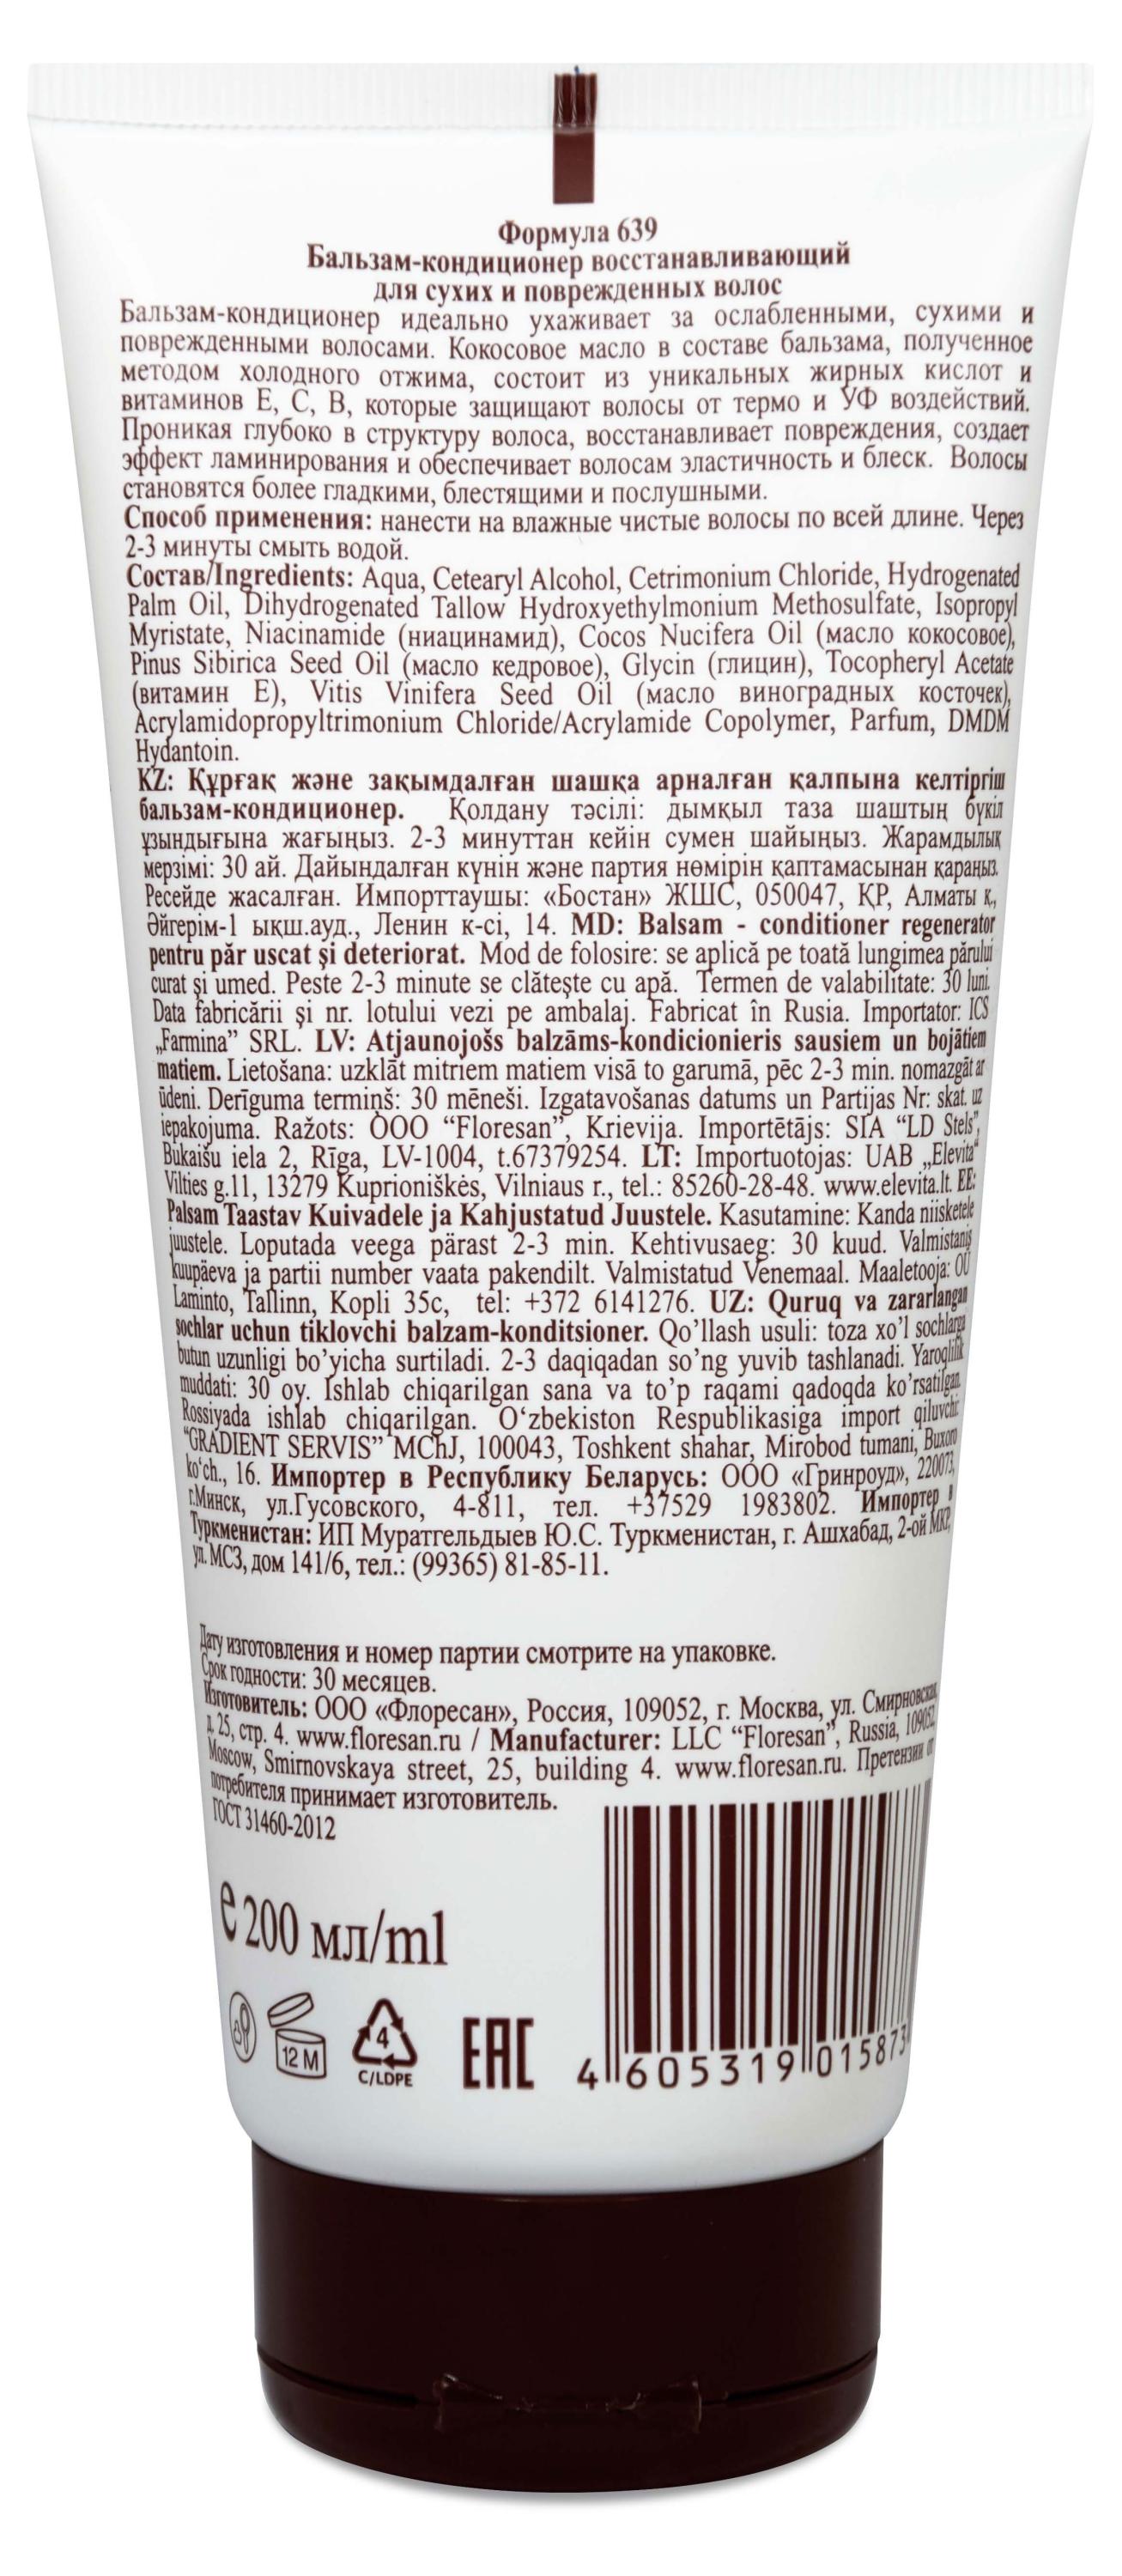 Формула 639
Бальзам-кондиционер восстанавливающий
для сухих и поврежденных волос
Бальзам-кондиционер идеально ухаживает за ослабленными, сухими и
поврежденными волосами. Кокосовое масло в составе бальзама, полученное
методом холодного отжима, состоит из уникальных жирных кислот и
витаминов Е, С, В, которые защищают волосы от термо и УФ воздействий.
Проникая глубоко в структуру волоса, восстанавливает повреждения, создает
эффект ламинирования и обеспечивает волосам эластичность и блеск. Волосы
становятся более гладкими, блестящими и послушными.
Способ применения: нанести на влажные чистые волосы по всей длине. Через
2-3 минуты смыть водой.
Состав/Ingredients: Aqua, Cetearyl Alcohol, Cetrimonium Chloride, Hydrogenated
Palm Oil, Dihydrogenated Tallow Hydroxyethylmonium Methosulfate, Isopropyl
Myristate, Niacinamide (ниацинамид), Cocos Nucifera Oil (масло кокосовое),
Pinus Sibirica Seed Oil (масло кедровое), Glycin (глицин), Tocopheryl Acetate
(витамин Е), Vitis Vinifera Seed Oil (масло виноградных косточек),
Acrylamidopropyltrimonium Chloride/Acrylamide Copolymer, Parfum, DMDM
Hydantoin.
KZ: Құрғақ және зақымдалған шашқа арналған қалпына келтіргіш
бальзам-кондиционер. Қолдану тәсілі: дымқыл таза шаштың бүкіл
ұзындығына жағыңыз. 2-3 минуттан кейін сумен шайыңыз. Жарамдылық
мерзімі: 30 ай. Дайындалған күнін және партия нөмірін қаптамасынан қараңыз.
Ресейде жасалған. Импорттаушы: «Бостан» ЖШС, 050047, ҚР, Алматы қ.,
Әйгерім-1 ықш.ауд., Ленин к-сі, 14. MD: Balsam - conditioner regenerator
pentru păr uscat şi deteriorat. Mod de folosire: se aplică pe toată lungimea părului
curat şi umed. Peste 2-3 minute se clăteşte cu apă. Termen de valabilitate: 30 luni.
Data fabricării şi nr. lotului vezi pe ambalaj. Fabricat în Rusia. Importator: ICS
„Farmina” SRL. LV: Atjaunojošs balzāms-kondicionieris sausiem un bojātiem
matiem. Lietošana: uzklāt mitriem matiem visā to garumā, pēc 2-3 min. nomazgāt ar
ūdeni. Derīguma termiņš: 30 mēneši. Izgatavošanas datums un Partijas Nr: skat. uz
iepakojuma. Ražots: OOO “Floresan”, Krievija. Importētājs: SIA “LD Stels”,
Bukaišu iela 2, Rīga, LV-1004, t.67379254. LT: Importuotojas: UAB „Elevita“
Vilties g.11, 13279 Kuprioniškės, Vilniaus r., tel.: 85260-28-48. www.elevita.lt. EE:
Palsam Taastav Kuivadele ja Kahjustatud Juustele. Kasutamine: Kanda niisketele
juustele. Loputada veega pärast 2-3 min. Kehtivusaeg: 30 kuud. Valmistanis
kuupäeva ja partii number vaata pakendilt. Valmistatud Venemaal. Maaletooja: OÜ
Laminto, Tallinn, Kopli 35c, tel: +372 6141276. UZ: Quruq va zararlangan
sochlar uchun tiklovchi balzam-konditsioner. Qo’llash usuli: toza xo’l sochlarga
butun uzunligi bo’yicha surtiladi. 2-3 daqiqadan so’ng yuvib tashlanadi. Yaroqlilik
muddati: 30 oy. Ishlab chiqarilgan sana va to’p raqami qadoqda ko’rsatilgan.
Rossiyada ishlab chiqarilgan. O‘zbekiston Respublikasiga import qiluvchi:
“GRADIENT SERVIS” MChJ, 100043, Toshkent shahar, Mirobod tumani, Buxoro
ko‘ch., 16. Импортер в Республику Беларусь: ООО «Гринроуд», 220073,
г.Минск, ул.Гусовского, 4-811, тел. +37529 1983802. Импортер в
Туркменистан: ИП Муратгельдыев Ю.С. Туркменистан, г. Ашхабад, 2-ой МКР,
ул. МСЗ, дом 141/6, тел.: (99365) 81-85-11.
Дату изготовления и номер партии смотрите на упаковке.
Срок годности: 30 месяцев.
Изготовитель: ООО «Флоресан», Россия, 109052, г. Москва, ул. Смирновская,
д. 25, стр. 4. www.floresan.ru / Manufacturer: LLC “Floresan”, Russia, 109052,
Moscow, Smirnovskaya street, 25, building 4. www.floresan.ru. Претензии от
потребителя принимает изготовитель.
ГОСТ 31460-2012
e 200 мл/ml
12 M
4
C/LDPE
EAC
4 605319 015873